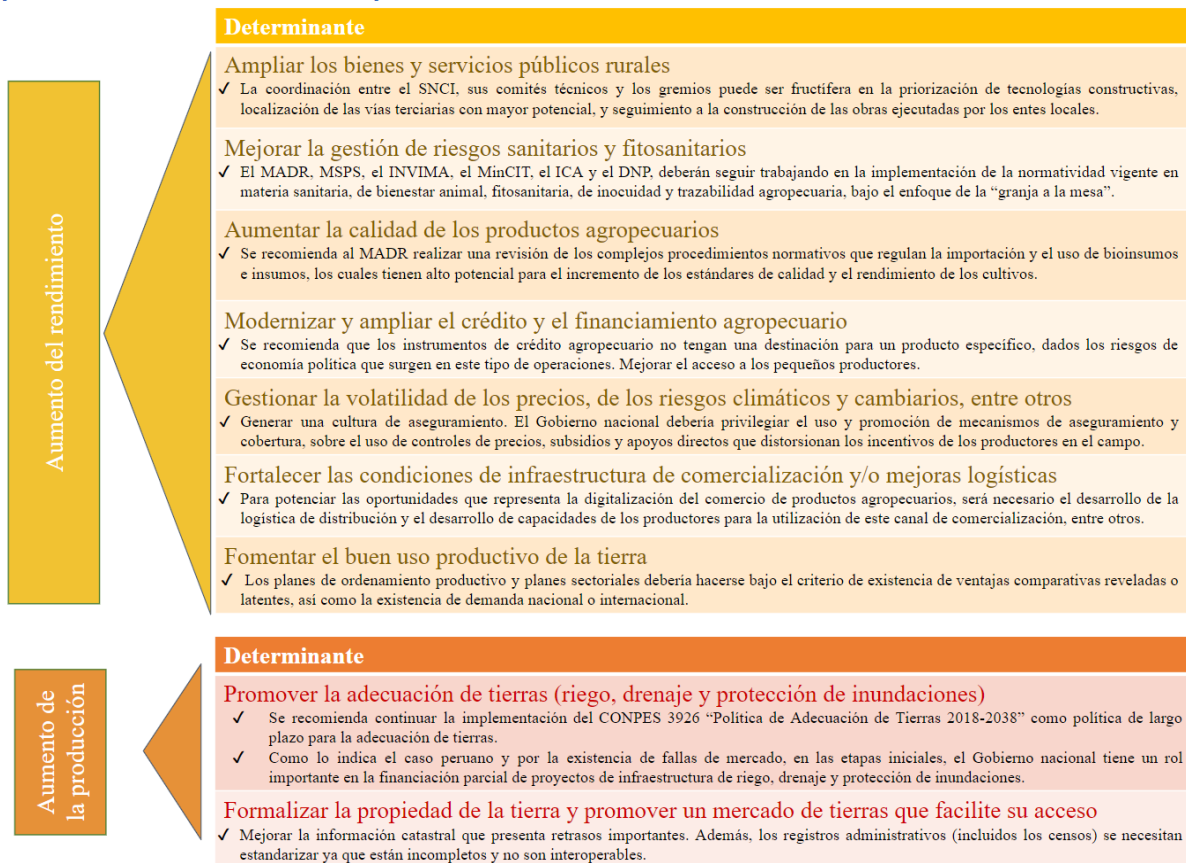 Determinante
Aumento del rendimiento
Ampliar los bienes y servicios públicos rurales
✓ La coordinación entre el SNCI, sus comités técnicos y los gremios puede ser fructífera en la priorización de tecnologías constructivas,
localización de las vías terciarias con mayor potencial, y seguimiento a la construcción de las obras ejecutadas por los entes locales.
Mejorar la gestión de riesgos sanitarios y fitosanitarios
✓ El MADR, MSPS, el INVIMA, el MinCIT, el ICA y el DNP, deberán seguir trabajando en la implementación de la normatividad vigente en
materia sanitaria, de bienestar animal, fitosanitaria, de inocuidad y trazabilidad agropecuaria, bajo el enfoque de la “granja a la mesa”.
Aumentar la calidad de los productos agropecuarios
✓ Se recomienda al MADR realizar una revisión de los complejos procedimientos normativos que regulan la importación y el uso de bioinsumos
e insumos, los cuales tienen alto potencial para el incremento de los estándares de calidad y el rendimiento de los cultivos.
Modernizar y ampliar el crédito y el financiamiento agropecuario
✓ Se recomienda que los instrumentos de crédito agropecuario no tengan una destinación para un producto específico, dados los riesgos de
economía política que surgen en este tipo de operaciones. Mejorar el acceso a los pequeños productores.
Gestionar la volatilidad de los precios, de los riesgos climáticos y cambiarios, entre otros
✓ Generar una cultura de aseguramiento. El Gobierno nacional debería privilegiar el uso y promoción de mecanismos de aseguramiento y
cobertura, sobre el uso de controles de precios, subsidios y apoyos directos que distorsionan los incentivos de los productores en el campo.
Fortalecer las condiciones de infraestructura de comercialización y/o mejoras logísticas
✓ Para potenciar las oportunidades que representa la digitalización del comercio de productos agropecuarios, será necesario el desarrollo de la
logística de distribución y el desarrollo de capacidades de los productores para la utilización de este canal de comercialización, entre otros.
Fomentar el buen uso productivo de la tierra
✓ Los planes de ordenamiento productivo y planes sectoriales debería hacerse bajo el criterio de existencia de ventajas comparativas reveladas o
latentes, así como la existencia de demanda nacional o internacional.
Determinante
Aumento de
la producción
Promover la adecuación de tierras (riego, drenaje y protección de inundaciones)
✓ Se recomienda continuar la implementación del CONPES 3926 “Política de Adecuación de Tierras 2018-2038” como política de largo
plazo para la adecuación de tierras.
✓ Como lo indica el caso peruano y por la existencia de fallas de mercado, en las etapas iniciales, el Gobierno nacional tiene un rol
importante en la financiación parcial de proyectos de infraestructura de riego, drenaje y protección de inundaciones.
Formalizar la propiedad de la tierra y promover un mercado de tierras que facilite su acceso
✓ Mejorar la información catastral que presenta retrasos importantes. Además, los registros administrativos (incluidos los censos) se necesitan
estandarizar ya que están incompletos y no son interoperables.